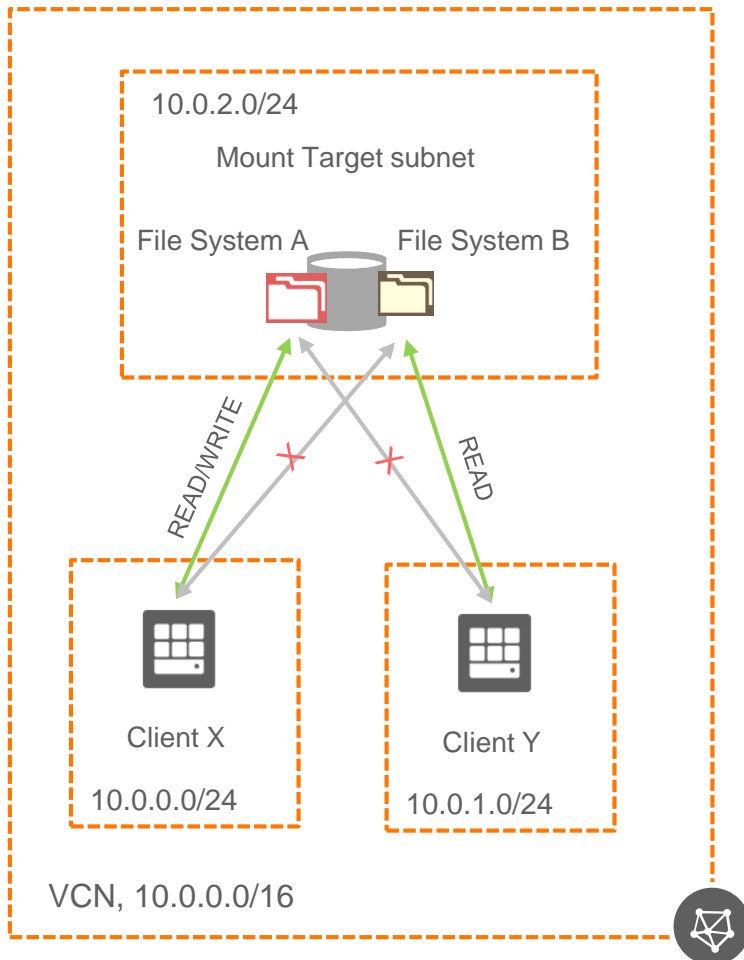 10.0.2.0/24
Mount Target subnet
File System A
File System B
READ/WRITE
READ
Client X
10.0.0.0/24
Client Y
10.0.1.0/24
VCN, 10.0.0.0/16